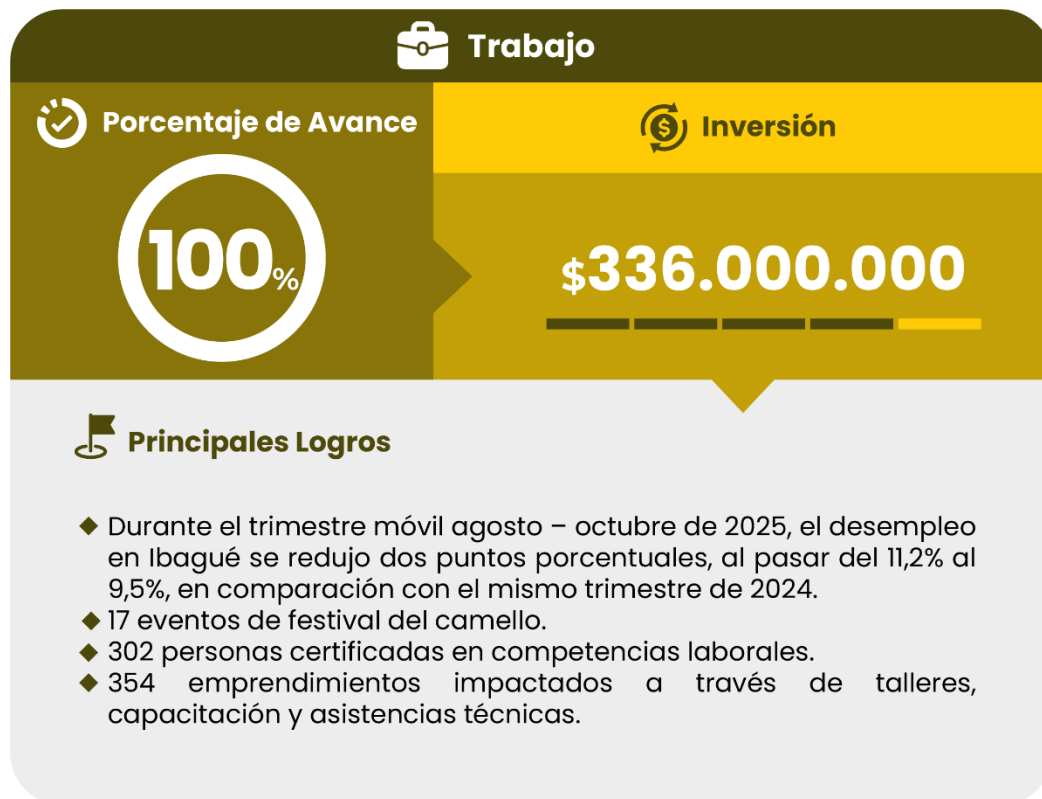 Trabajo
Porcentaje de Avance
100%
Inversión
$336.000.000
Principales Logros
Durante el trimestre móvil agosto – octubre de 2025, el desempleo
en Ibagué se redujo dos puntos porcentuales, al pasar del 11,2% al
9,5%, en comparación con el mismo trimestre de 2024.
17 eventos de festival del camello.
302 personas certificadas en competencias laborales.
354 emprendimientos impactados a través de talleres,
capacitación y asistencias técnicas.